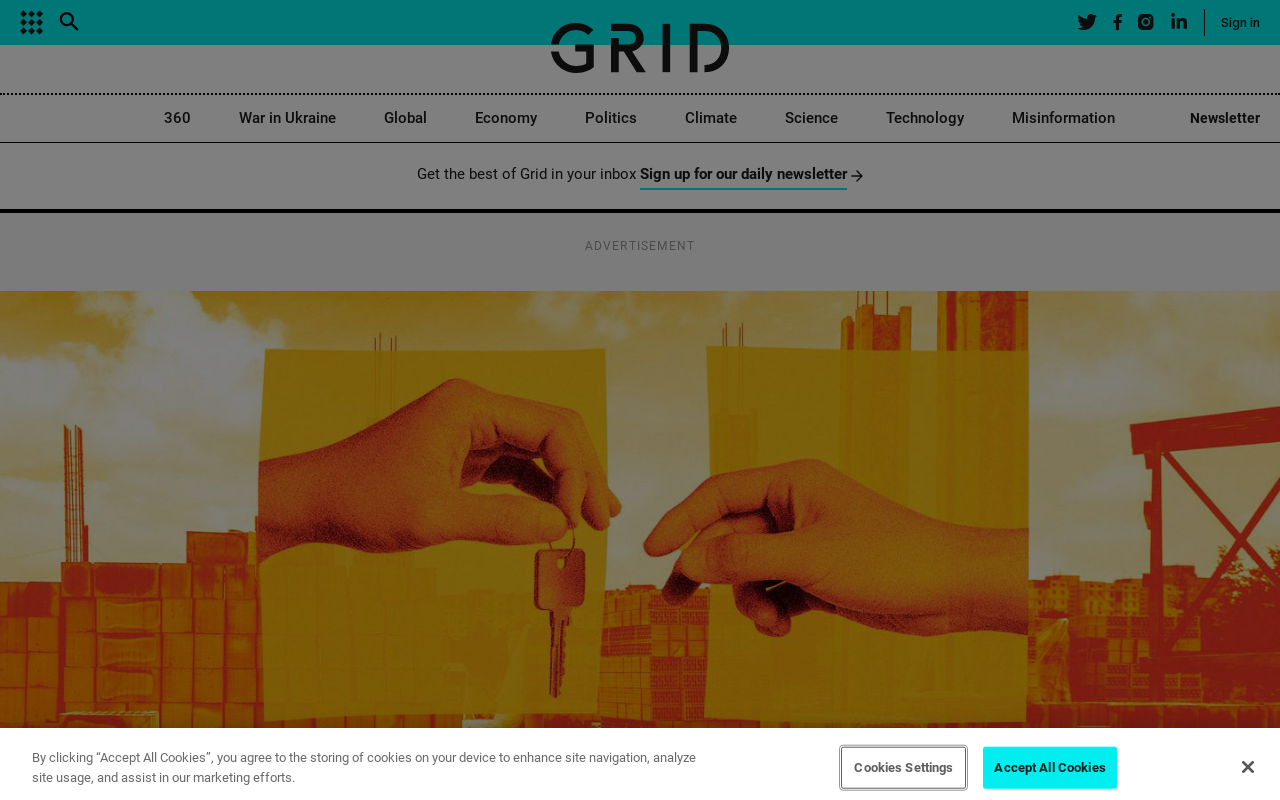 Sign in
GRID
360 War in Ukraine Global Economy Politics Climate Science Technology Misinformation Newsletter
Get the best of Grid in your inbox Sign up for our daily newsletter
ADVERTISEMENT
By clicking “Accept All Cookies”, you agree to the storing of cookies on your device to enhance site navigation, analyze
site usage, and assist in our marketing efforts.
Cookies Settings
Accept All Cookies